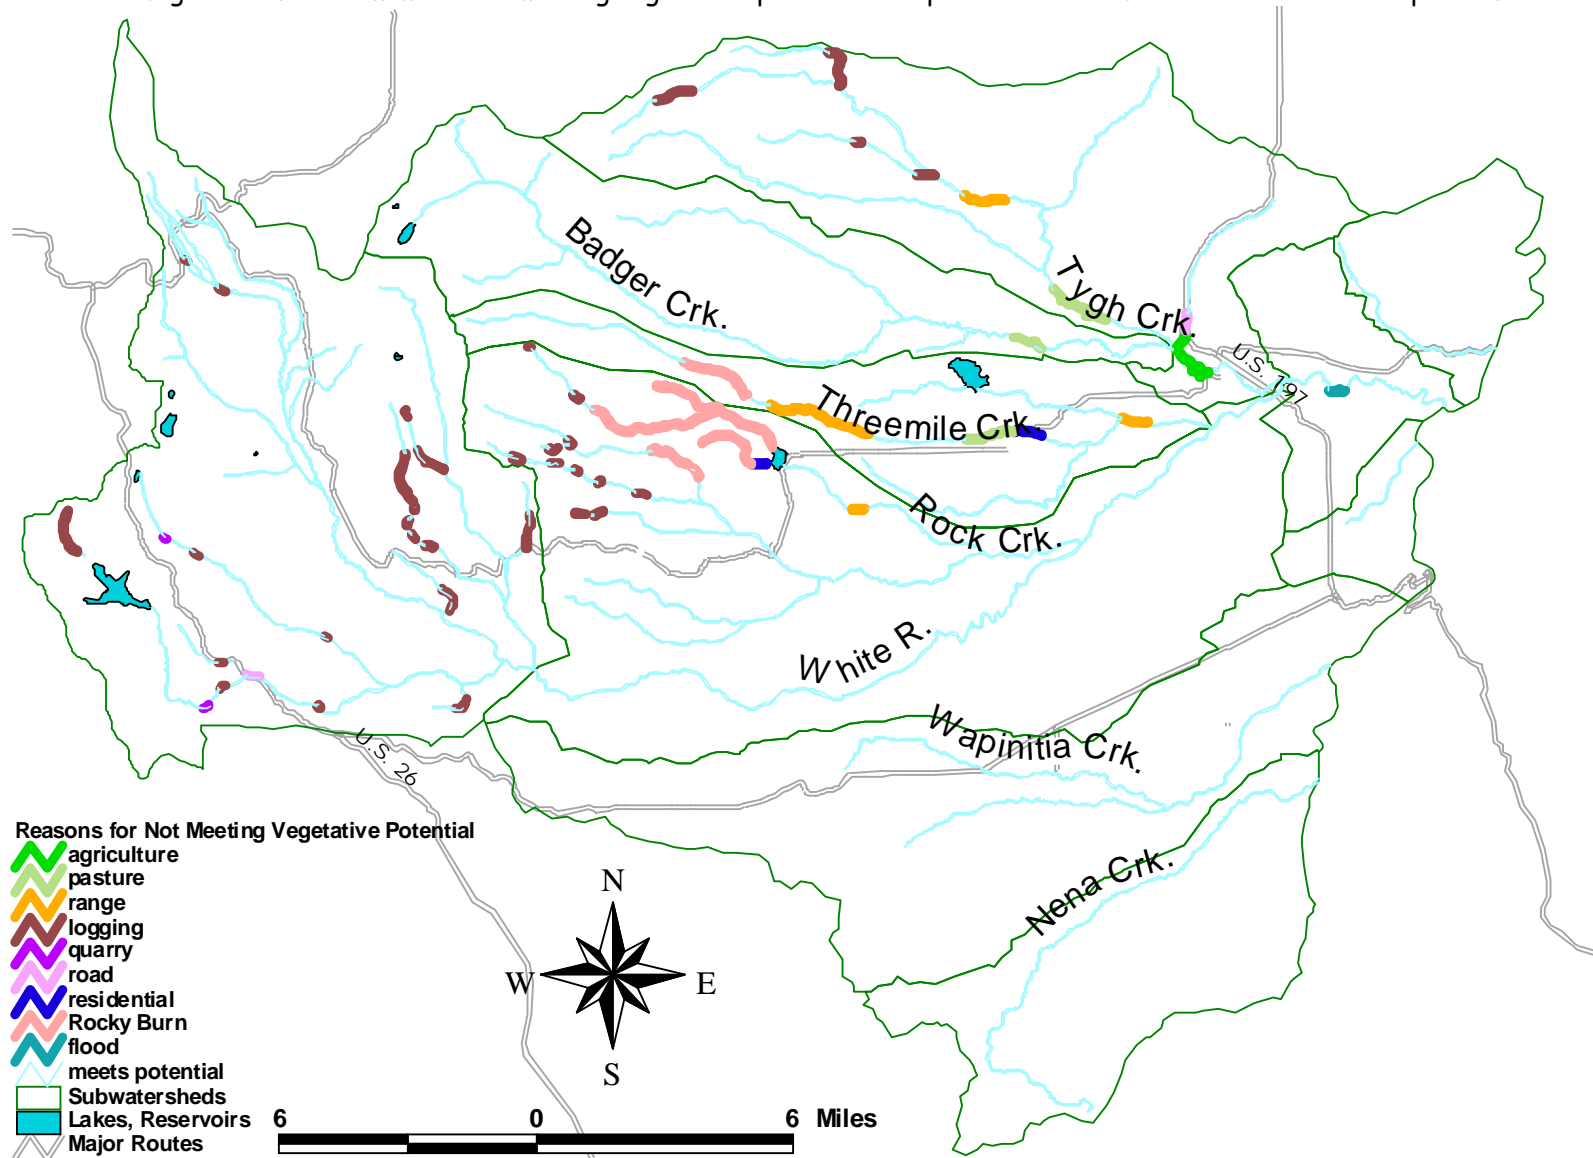 Badger Crk.
Tygh Crk.
U.S. 197
Threemile Crk.
Rock Crk.
White R.
Wapinitia Crk.
U.S. 26
Nena Crk.
Reasons for Not Meeting Vegetative Potential
agriculture
pasture
range
logging
quarry
road
residential
Rocky Burn
flood
meets potential
Subwatersheds
Lakes, Reservoirs
Major Routes
N
W E
S
6 0 6 Miles